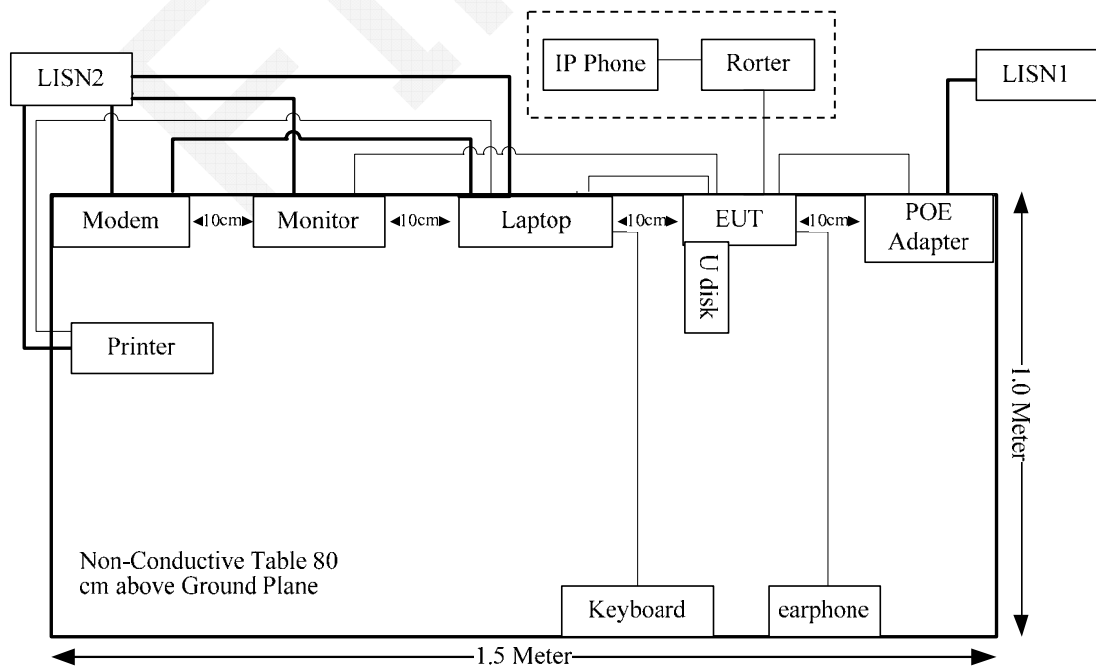 LISN2
IP Phone
Rorter
LISN1
Modem
10cm
Monitor
10cm
Laptop
10cm
EUT
10cm
POE
Adapter
U disk
Printer
1.0 Meter
Non-Conductive Table 80
cm above Ground Plane
Keyboard
earphone
1.5 Meter